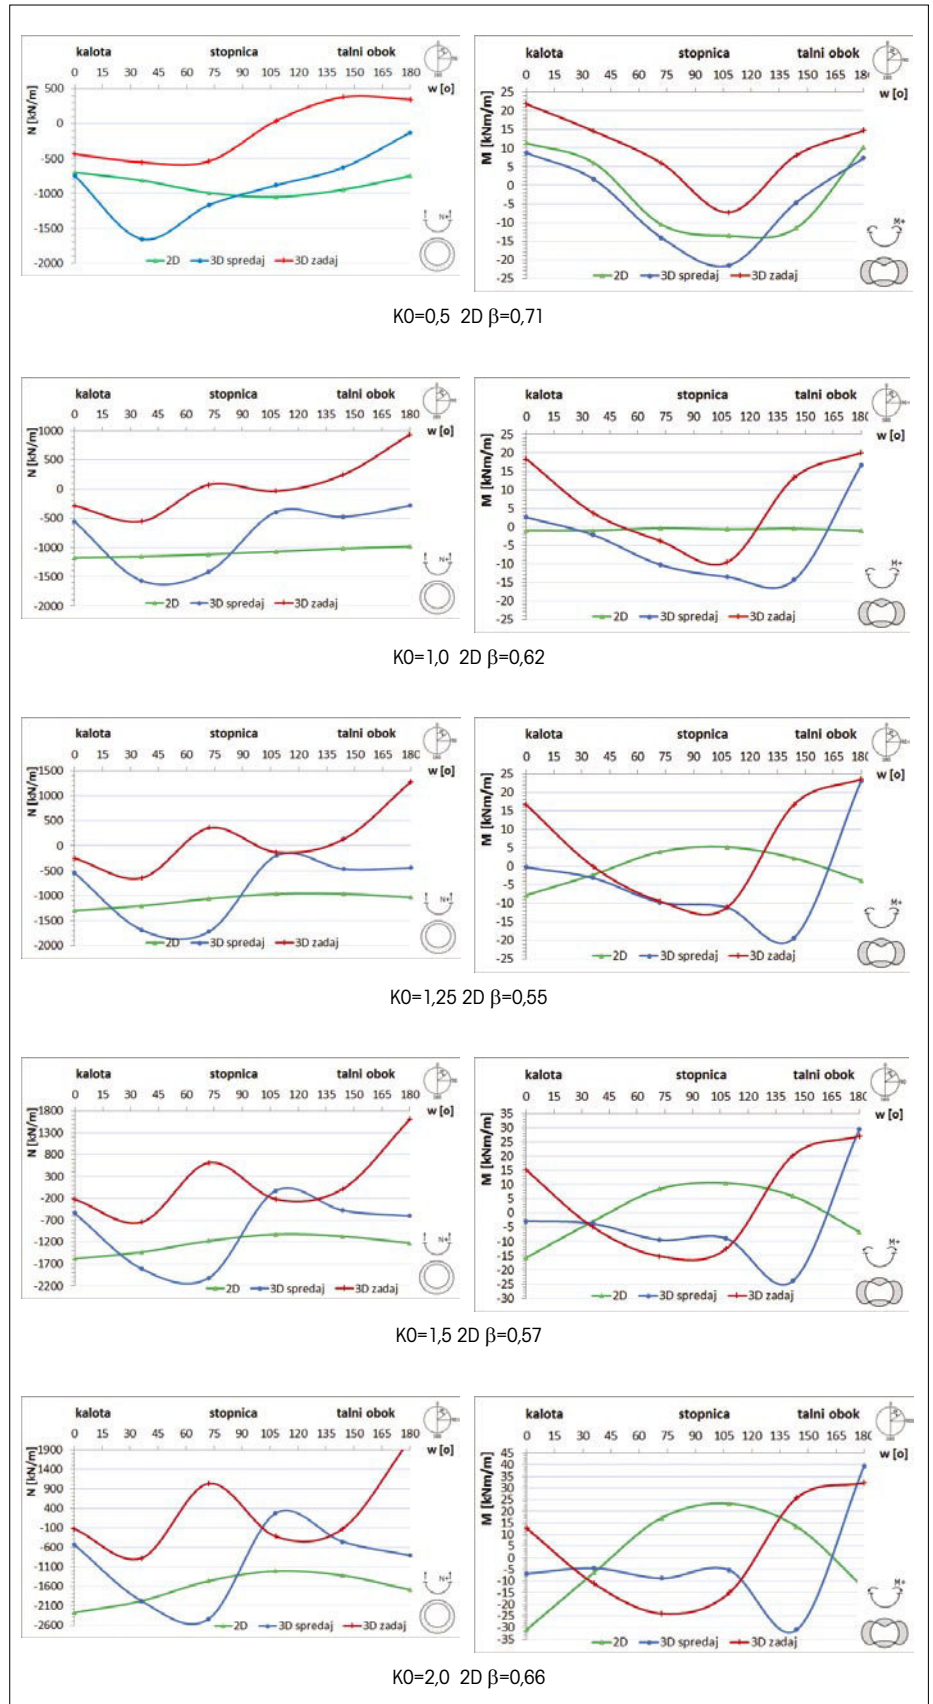 kalota stopnica talni obok
0 15 30 45 60 75 90 105 120 135 150 165 180
w [o]
N [kN/m]
500
0
-500
-1000
-1500
-2000
N+
2D 3D spredaj 3D zadaj
kalota stopnica talni obok
0 15 30 45 60 75 90 105 120 135 150 165 180
w [o]
M [kNm/m]
25
20
15
10
5
0
-5
-10
-15
-20
-25
M+
2D 3D spredaj 3D zadaj
K0=0,5 2D β=0,71
kalota stopnica talni obok
0 15 30 45 60 75 90 105 120 135 150 165 180
w [o]
N [kN/m]
1000
500
0
-500
-1000
-1500
-2000
N+
2D 3D spredaj 3D zadaj
kalota stopnica talni obok
0 15 30 45 60 75 90 105 120 135 150 165 180
w [o]
M [kNm/m]
25
20
15
10
5
0
-5
-10
-15
-20
-25
M+
2D 3D spredaj 3D zadaj
K0=1,0 2D β=0,62
kalota stopnica talni obok
0 15 30 45 60 75 90 105 120 135 150 165 180
w [o]
N [kN/m]
1500
1000
500
0
-500
-1000
-1500
-2000
N+
2D 3D spredaj 3D zadaj
kalota stopnica talni obok
0 15 30 45 60 75 90 105 120 135 150 165 180
w [o]
M [kNm/m]
25
20
15
10
5
0
-5
-10
-15
-20
-25
M+
2D 3D spredaj 3D zadaj
K0=1,25 2D β=0,55
kalota stopnica talni obok
0 15 30 45 60 75 90 105 120 135 150 165 180
w [o]
N [kN/m]
1800
1300
800
300
-200
-700
-1200
-1700
-2200
N+
2D 3D spredaj 3D zadaj
kalota stopnica talni obok
90 15 30 45 60 75 90 105 120 135 150 165 180
w [o]
M [kNm/m]
35
30
25
20
15
10
5
0
-5
-10
-15
-20
-25
-30
M+
2D 3D spredaj 3D zadaj
K0=1,5 2D β=0,57
kalota stopnica talni obok
0 15 30 45 60 75 90 105 120 135 150 165 180
w [o]
N [kN/m]
1900
1400
900
400
-100
-600
-1100
-1600
-2100
-2600
N+
2D 3D spredaj 3D zadaj
kalota stopnica talni obok
0 15 30 45 60 75 90 105 120 135 150 165 180
w [o]
M [kNm/m]
45
40
35
30
25
20
15
10
5
0
-5
-10
-15
-20
-25
-30
-35
M+
2D 3D spredaj 3D zadaj
K0=2,0 2D β=0,66